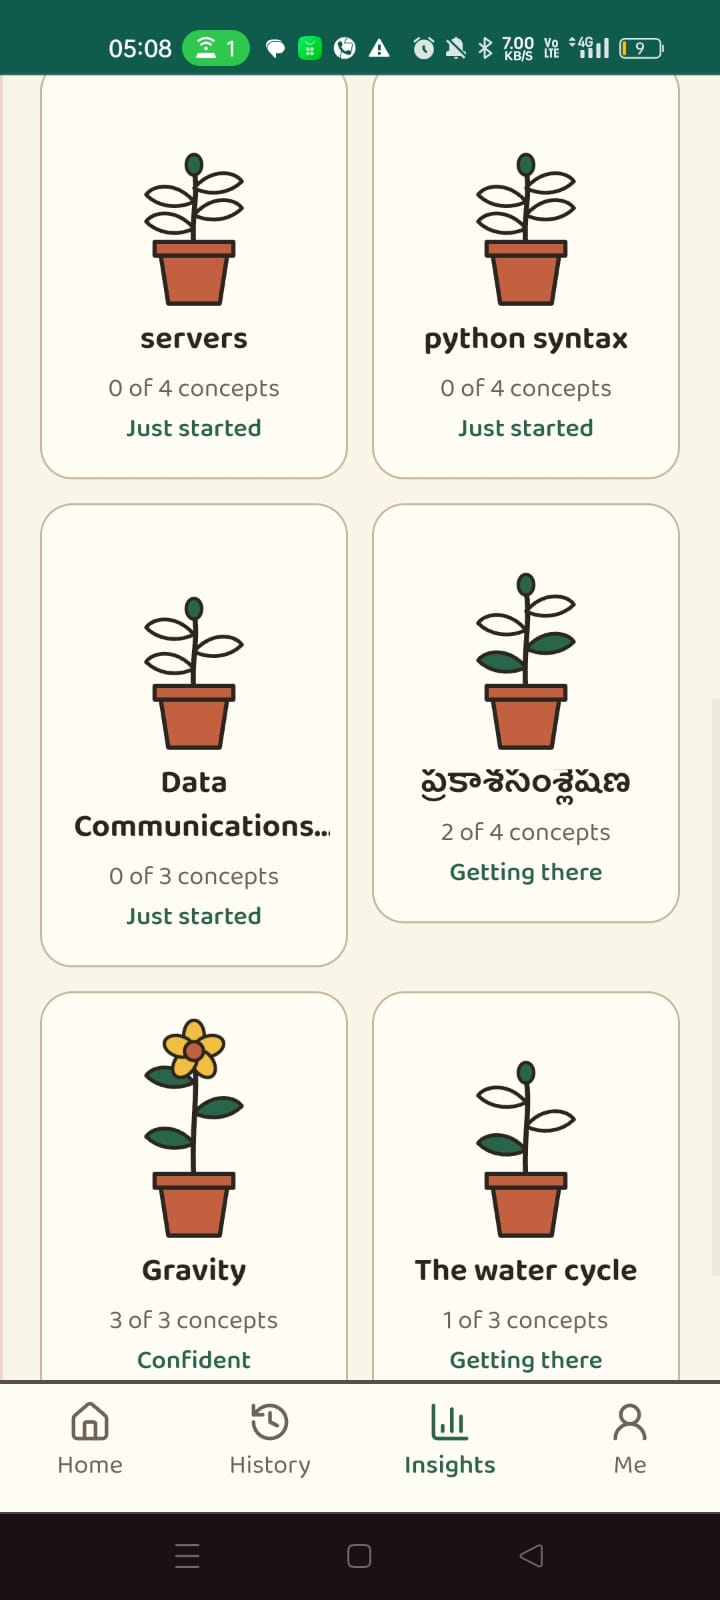 05:08 1 7.00 KB/S Vo LTE 4G 9
servers
0 of 4 concepts
Just started
python syntax
0 of 4 concepts
Just started
Data
Communications...
0 of 3 concepts
Just started
ప్రకాశసంశ్లేషణ
2 of 4 concepts
Getting there
Gravity
3 of 3 concepts
Confident
The water cycle
1 of 3 concepts
Getting there
Home History Insights Me